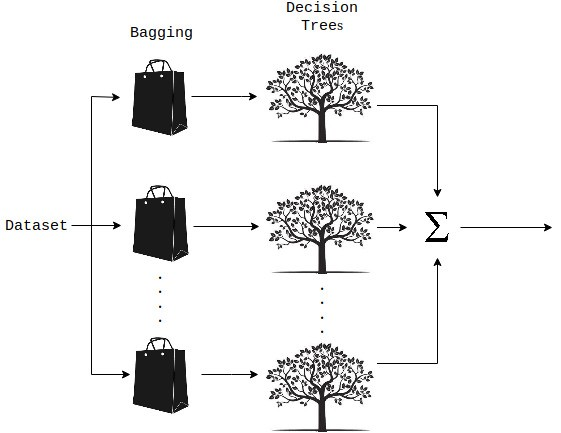 Decision
Trees
Bagging
Dataset
Σ